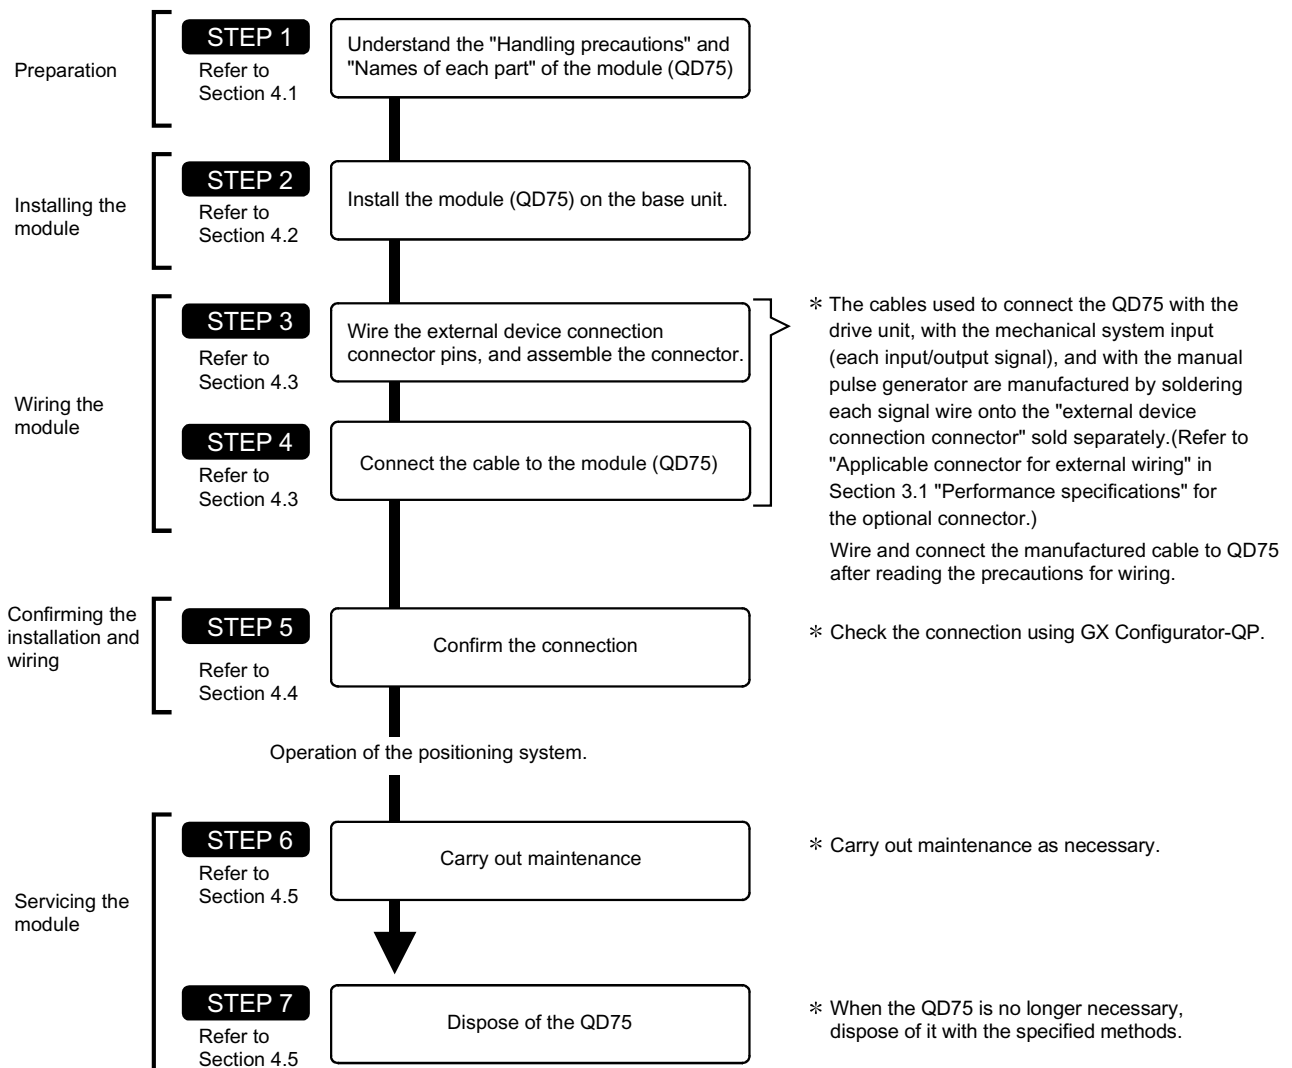 Preparation
STEP 1
Refer to
Section 4.1
Understand the "Handling precautions" and
"Names of each part" of the module (QD75)
Installing the
module
STEP 2
Refer to
Section 4.2
Install the module (QD75) on the base unit.
Wiring the
module
STEP 3
Refer to
Section 4.3
Wire the external device connection
connector pins, and assemble the connector.
STEP 4
Refer to
Section 4.3
Connect the cable to the module (QD75)
* The cables used to connect the QD75 with the
drive unit, with the mechanical system input
(each input/output signal), and with the manual
pulse generator are manufactured by soldering
each signal wire onto the "external device
connection connector" sold separately.(Refer to
"Applicable connector for external wiring" in
Section 3.1 "Performance specifications" for
the optional connector.)
Wire and connect the manufactured cable to QD75
after reading the precautions for wiring.
Confirming the
installation and
wiring
STEP 5
Refer to
Section 4.4
Confirm the connection
* Check the connection using GX Configurator-QP.
Operation of the positioning system.
Servicing the
module
STEP 6
Refer to
Section 4.5
Carry out maintenance
* Carry out maintenance as necessary.
STEP 7
Refer to
Section 4.5
Dispose of the QD75
* When the QD75 is no longer necessary,
dispose of it with the specified methods.